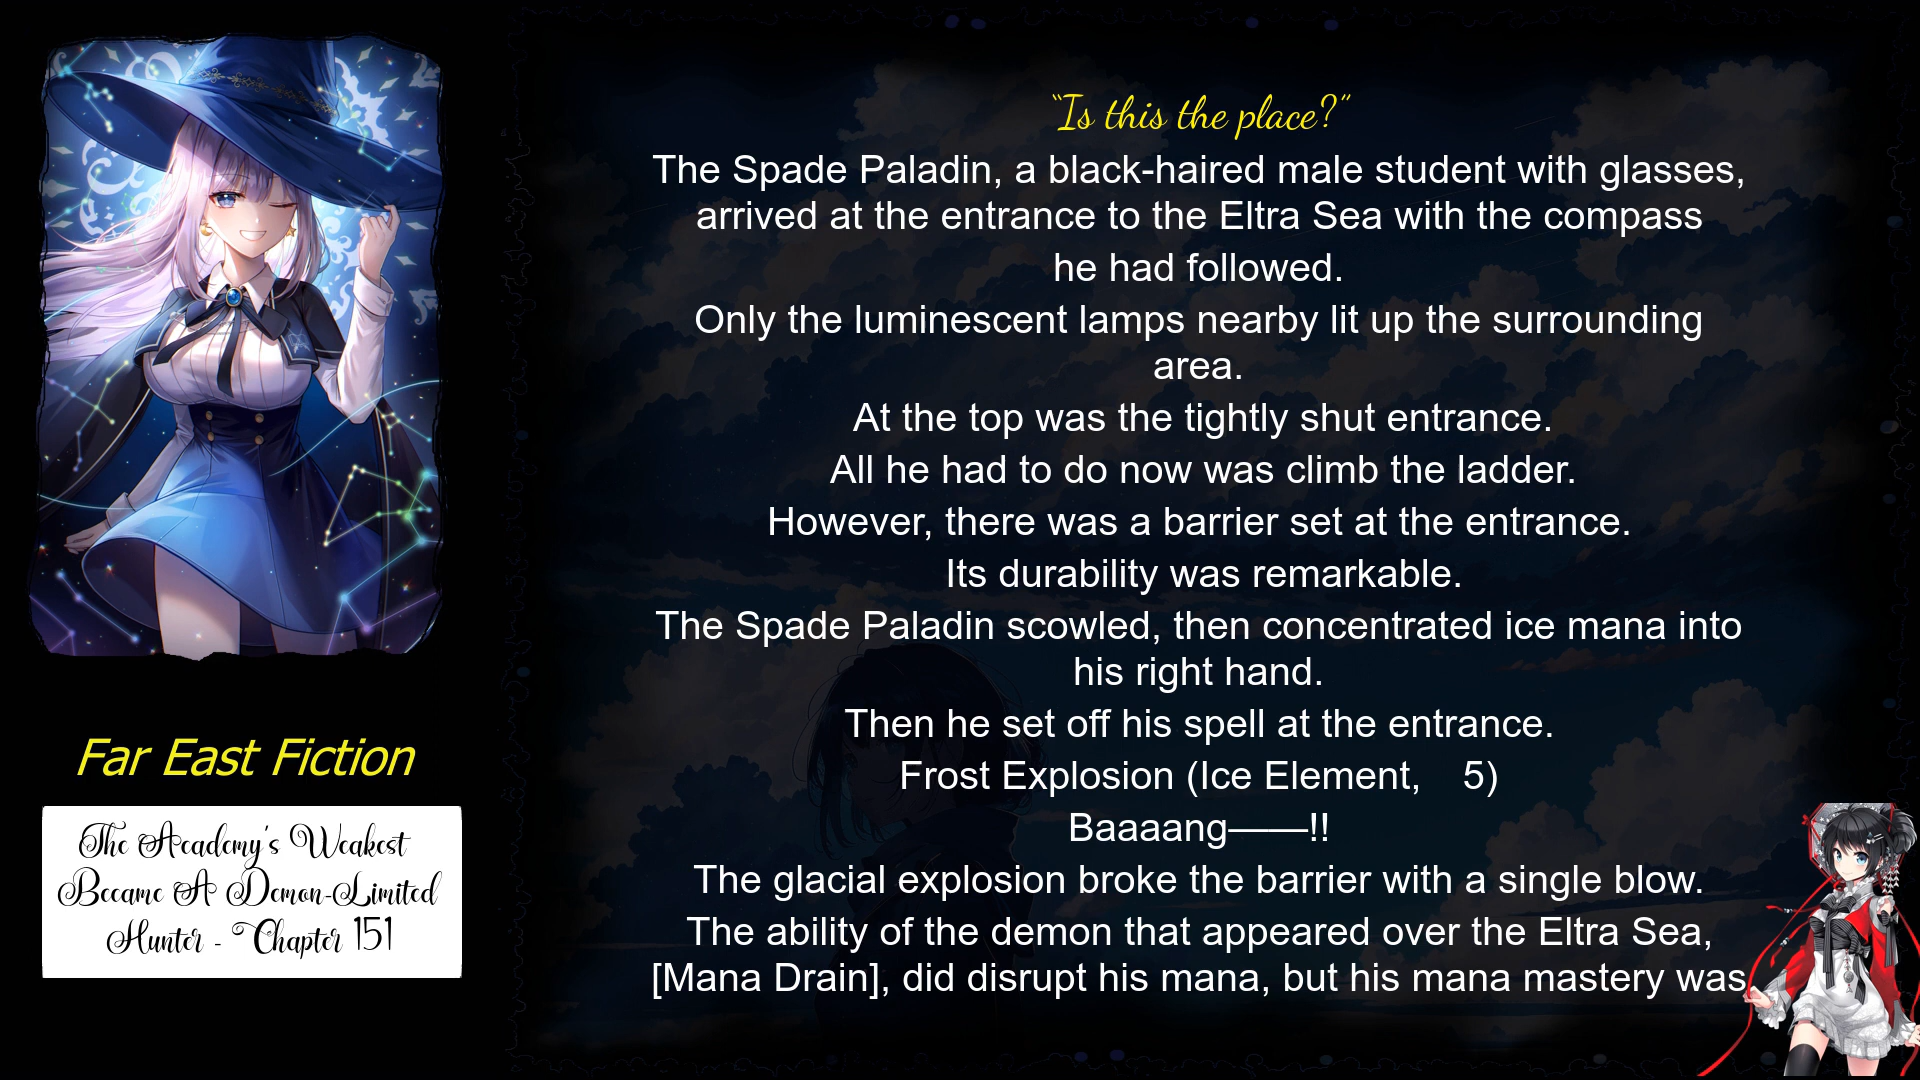 Far East Fiction
The Academy's Weakest
Became A Demon-Limited
Hunter - Chapter 151
“Is this the place?”
The Spade Paladin, a black-haired male student with glasses,
arrived at the entrance to the Eltra Sea with the compass
he had followed.
Only the luminescent lamps nearby lit up the surrounding
area.
At the top was the tightly shut entrance.
All he had to do now was climb the ladder.
However, there was a barrier set at the entrance.
Its durability was remarkable.
The Spade Paladin scowled, then concentrated ice mana into
his right hand.
Then he set off his spell at the entrance.
Frost Explosion (Ice Element, 5)
Baaaang——!!
The glacial explosion broke the barrier with a single blow.
The ability of the demon that appeared over the Eltra Sea,
[Mana Drain], did disrupt his mana, but his mana mastery was